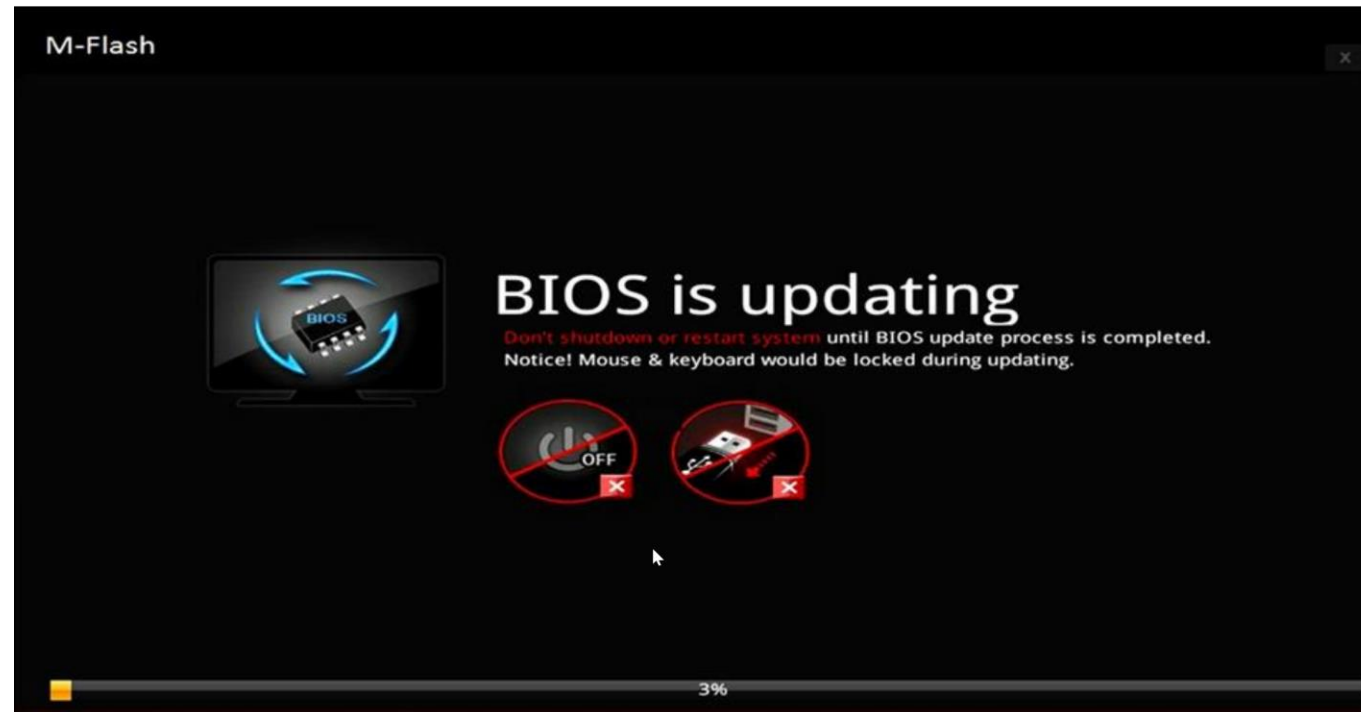 M-Flash
x
BIOS
BIOS is updating
Don't shutdown or restart system until BIOS update process is completed.
Notice! Mouse & keyboard would be locked during updating.
OFF
3%